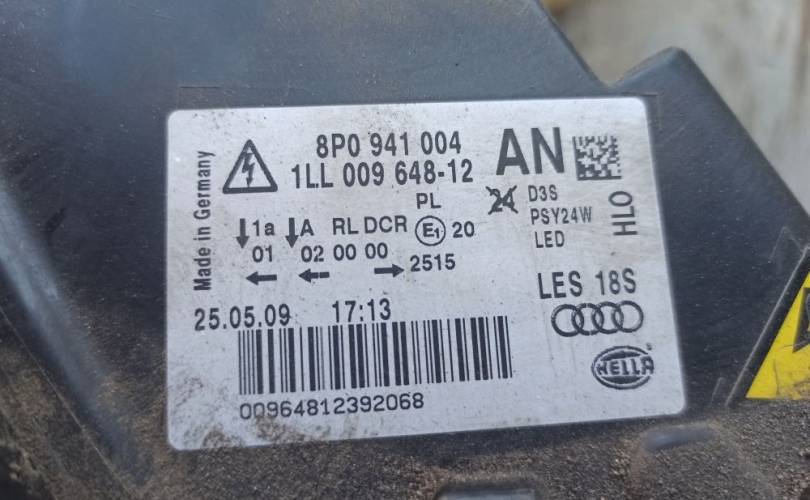 Made in Germany
8P0 941 004 AN
1LL 009 648-12
PL
1a A RL DCR E1 20
01 02 00 00
2515
24
D3S
PSY24W
LED
HLO
LES 18S
25.05.09 17:13
00964812392068
HELLA